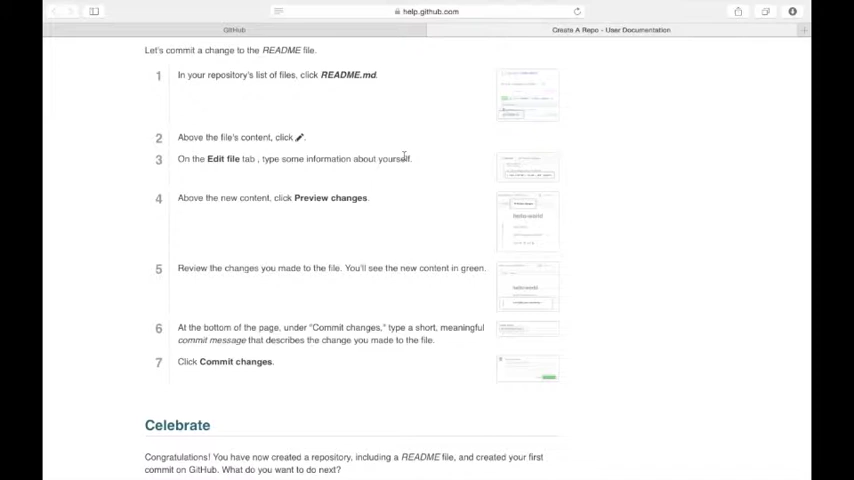 help.github.com
GitHub
Create A Repo - User Documentation
Let's commit a change to the README file.
1 In your repository's list of files, click README.md.
2 Above the file's content, click
3 On the Edit file tab , type some information about yourself.
4 Above the new content, click Preview changes.
hello-world
5 Review the changes you made to the file. You'll see the new content in green.
hello-world
6 At the bottom of the page, under "Commit changes," type a short, meaningful
commit message that describes the change you made to the file.
7 Click Commit changes.
Celebrate
Congratulations! You have now created a repository, including a README file, and created your first
commit on GitHub. What do you want to do next?